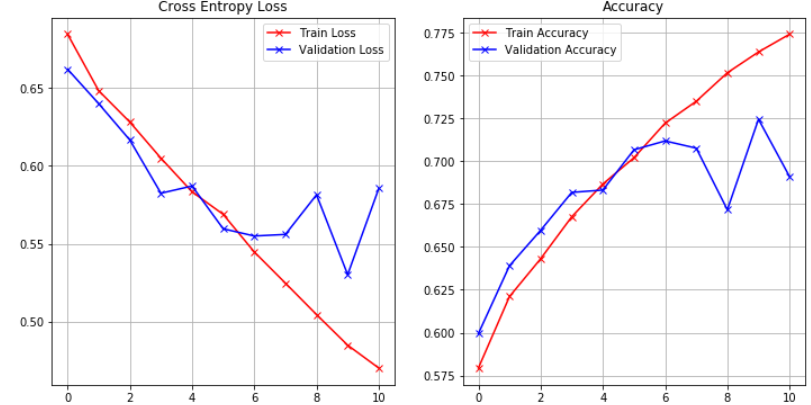 Cross Entropy Loss
Train Loss
Validation Loss
0.65
0.60
0.55
0.50
0 2 4 6 8 10
Accuracy
Train Accuracy
Validation Accuracy
0.775
0.750
0.725
0.700
0.675
0.650
0.625
0.600
0.575
0 2 4 6 8 10